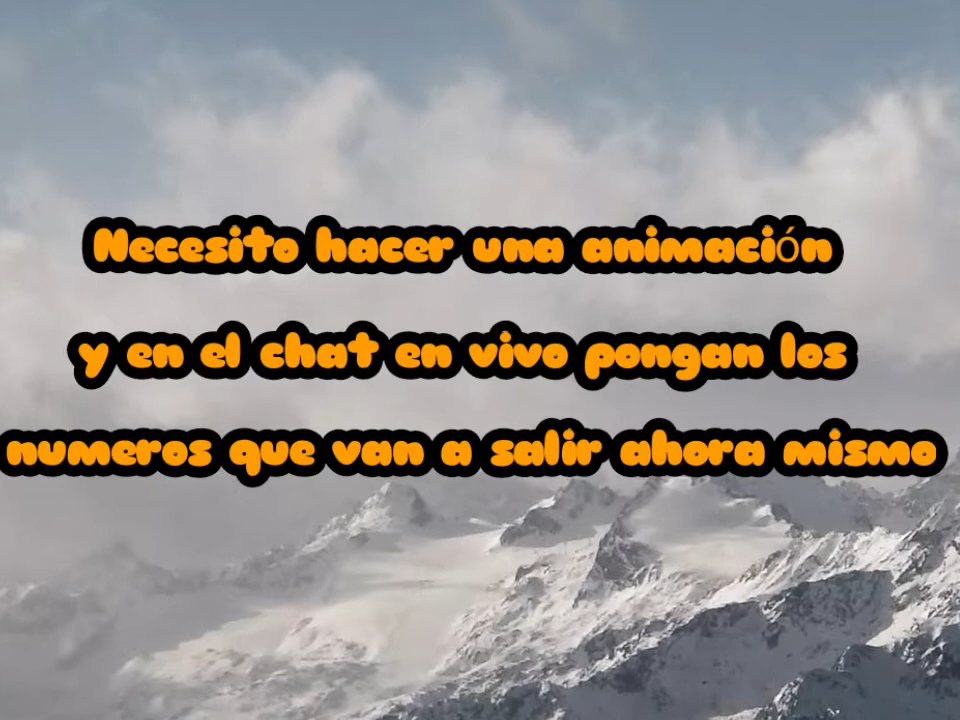 Necesito hacer una animación
y en el chat en vivo pongan los
numeros que van a salir ahora mismo